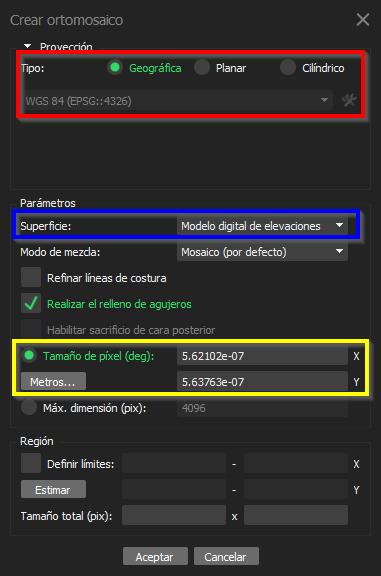 Crear ortomosaico
Proyección
Tipo: Geográfica Planar Cilíndrico
WGS 84 (EPSG::4326)
Parámetros
Superficie: Modelo digital de elevaciones
Modo de mezcla: Mosaico (por defecto)
Refinar líneas de costura
Realizar el relleno de agujeros
Habilitar sacrificio de cara posterior
Tamaño de píxel (deg): 5.62102e-07 X
Metros... 5.63763e-07 Y
Máx. dimensión (pix): 4096
Región
Definir límites: - X
Estimar - Y
Tamaño total (pix): x
Aceptar Cancelar